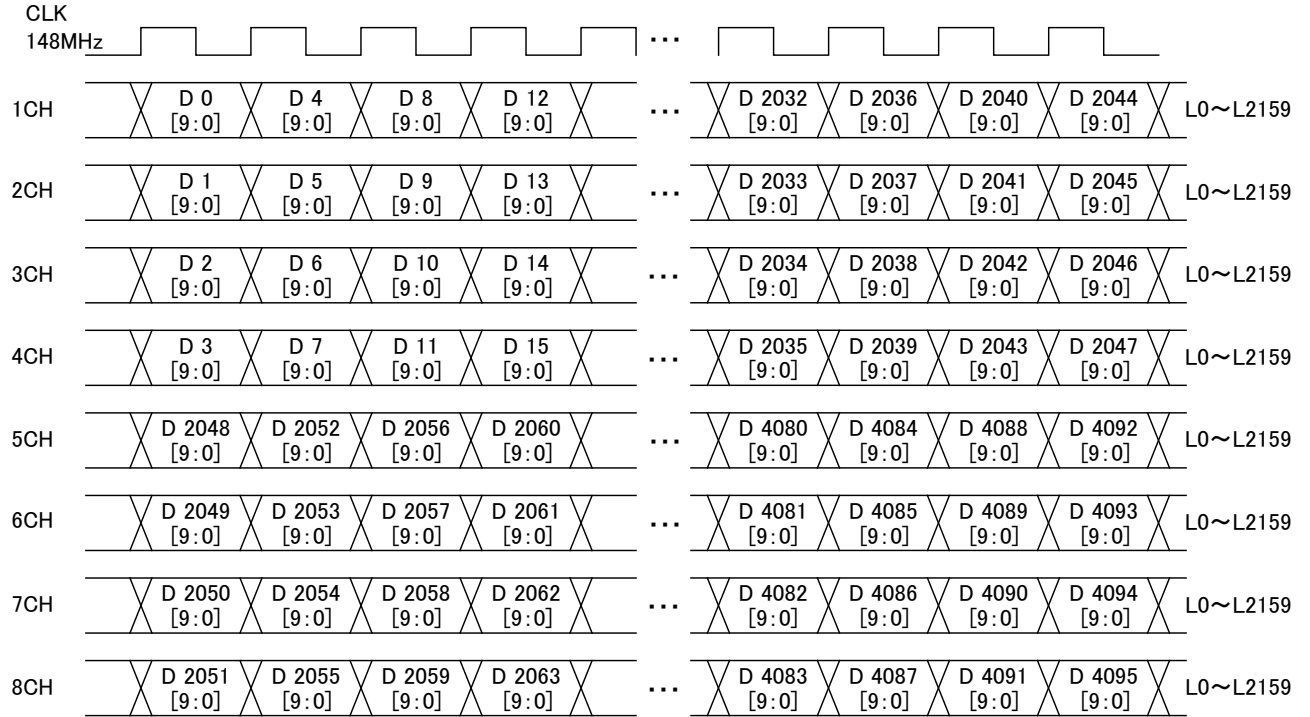 CLK
148MHz
...
1CH D 0 D 4 D 8 D 12 ... D 2032 D 2036 D 2040 D 2044 L0～L2159
[9:0] [9:0] [9:0] [9:0] [9:0] [9:0] [9:0] [9:0]
2CH D 1 D 5 D 9 D 13 ... D 2033 D 2037 D 2041 D 2045 L0～L2159
[9:0] [9:0] [9:0] [9:0] [9:0] [9:0] [9:0] [9:0]
3CH D 2 D 6 D 10 D 14 ... D 2034 D 2038 D 2042 D 2046 L0～L2159
[9:0] [9:0] [9:0] [9:0] [9:0] [9:0] [9:0] [9:0]
4CH D 3 D 7 D 11 D 15 ... D 2035 D 2039 D 2043 D 2047 L0～L2159
[9:0] [9:0] [9:0] [9:0] [9:0] [9:0] [9:0] [9:0]
5CH D 2048 D 2052 D 2056 D 2060 ... D 4080 D 4084 D 4088 D 4092 L0～L2159
[9:0] [9:0] [9:0] [9:0] [9:0] [9:0] [9:0] [9:0]
6CH D 2049 D 2053 D 2057 D 2061 ... D 4081 D 4085 D 4089 D 4093 L0～L2159
[9:0] [9:0] [9:0] [9:0] [9:0] [9:0] [9:0] [9:0]
7CH D 2050 D 2054 D 2058 D 2062 ... D 4082 D 4086 D 4090 D 4094 L0～L2159
[9:0] [9:0] [9:0] [9:0] [9:0] [9:0] [9:0] [9:0]
8CH D 2051 D 2055 D 2059 D 2063 ... D 4083 D 4087 D 4091 D 4095 L0～L2159
[9:0] [9:0] [9:0] [9:0] [9:0] [9:0] [9:0] [9:0]